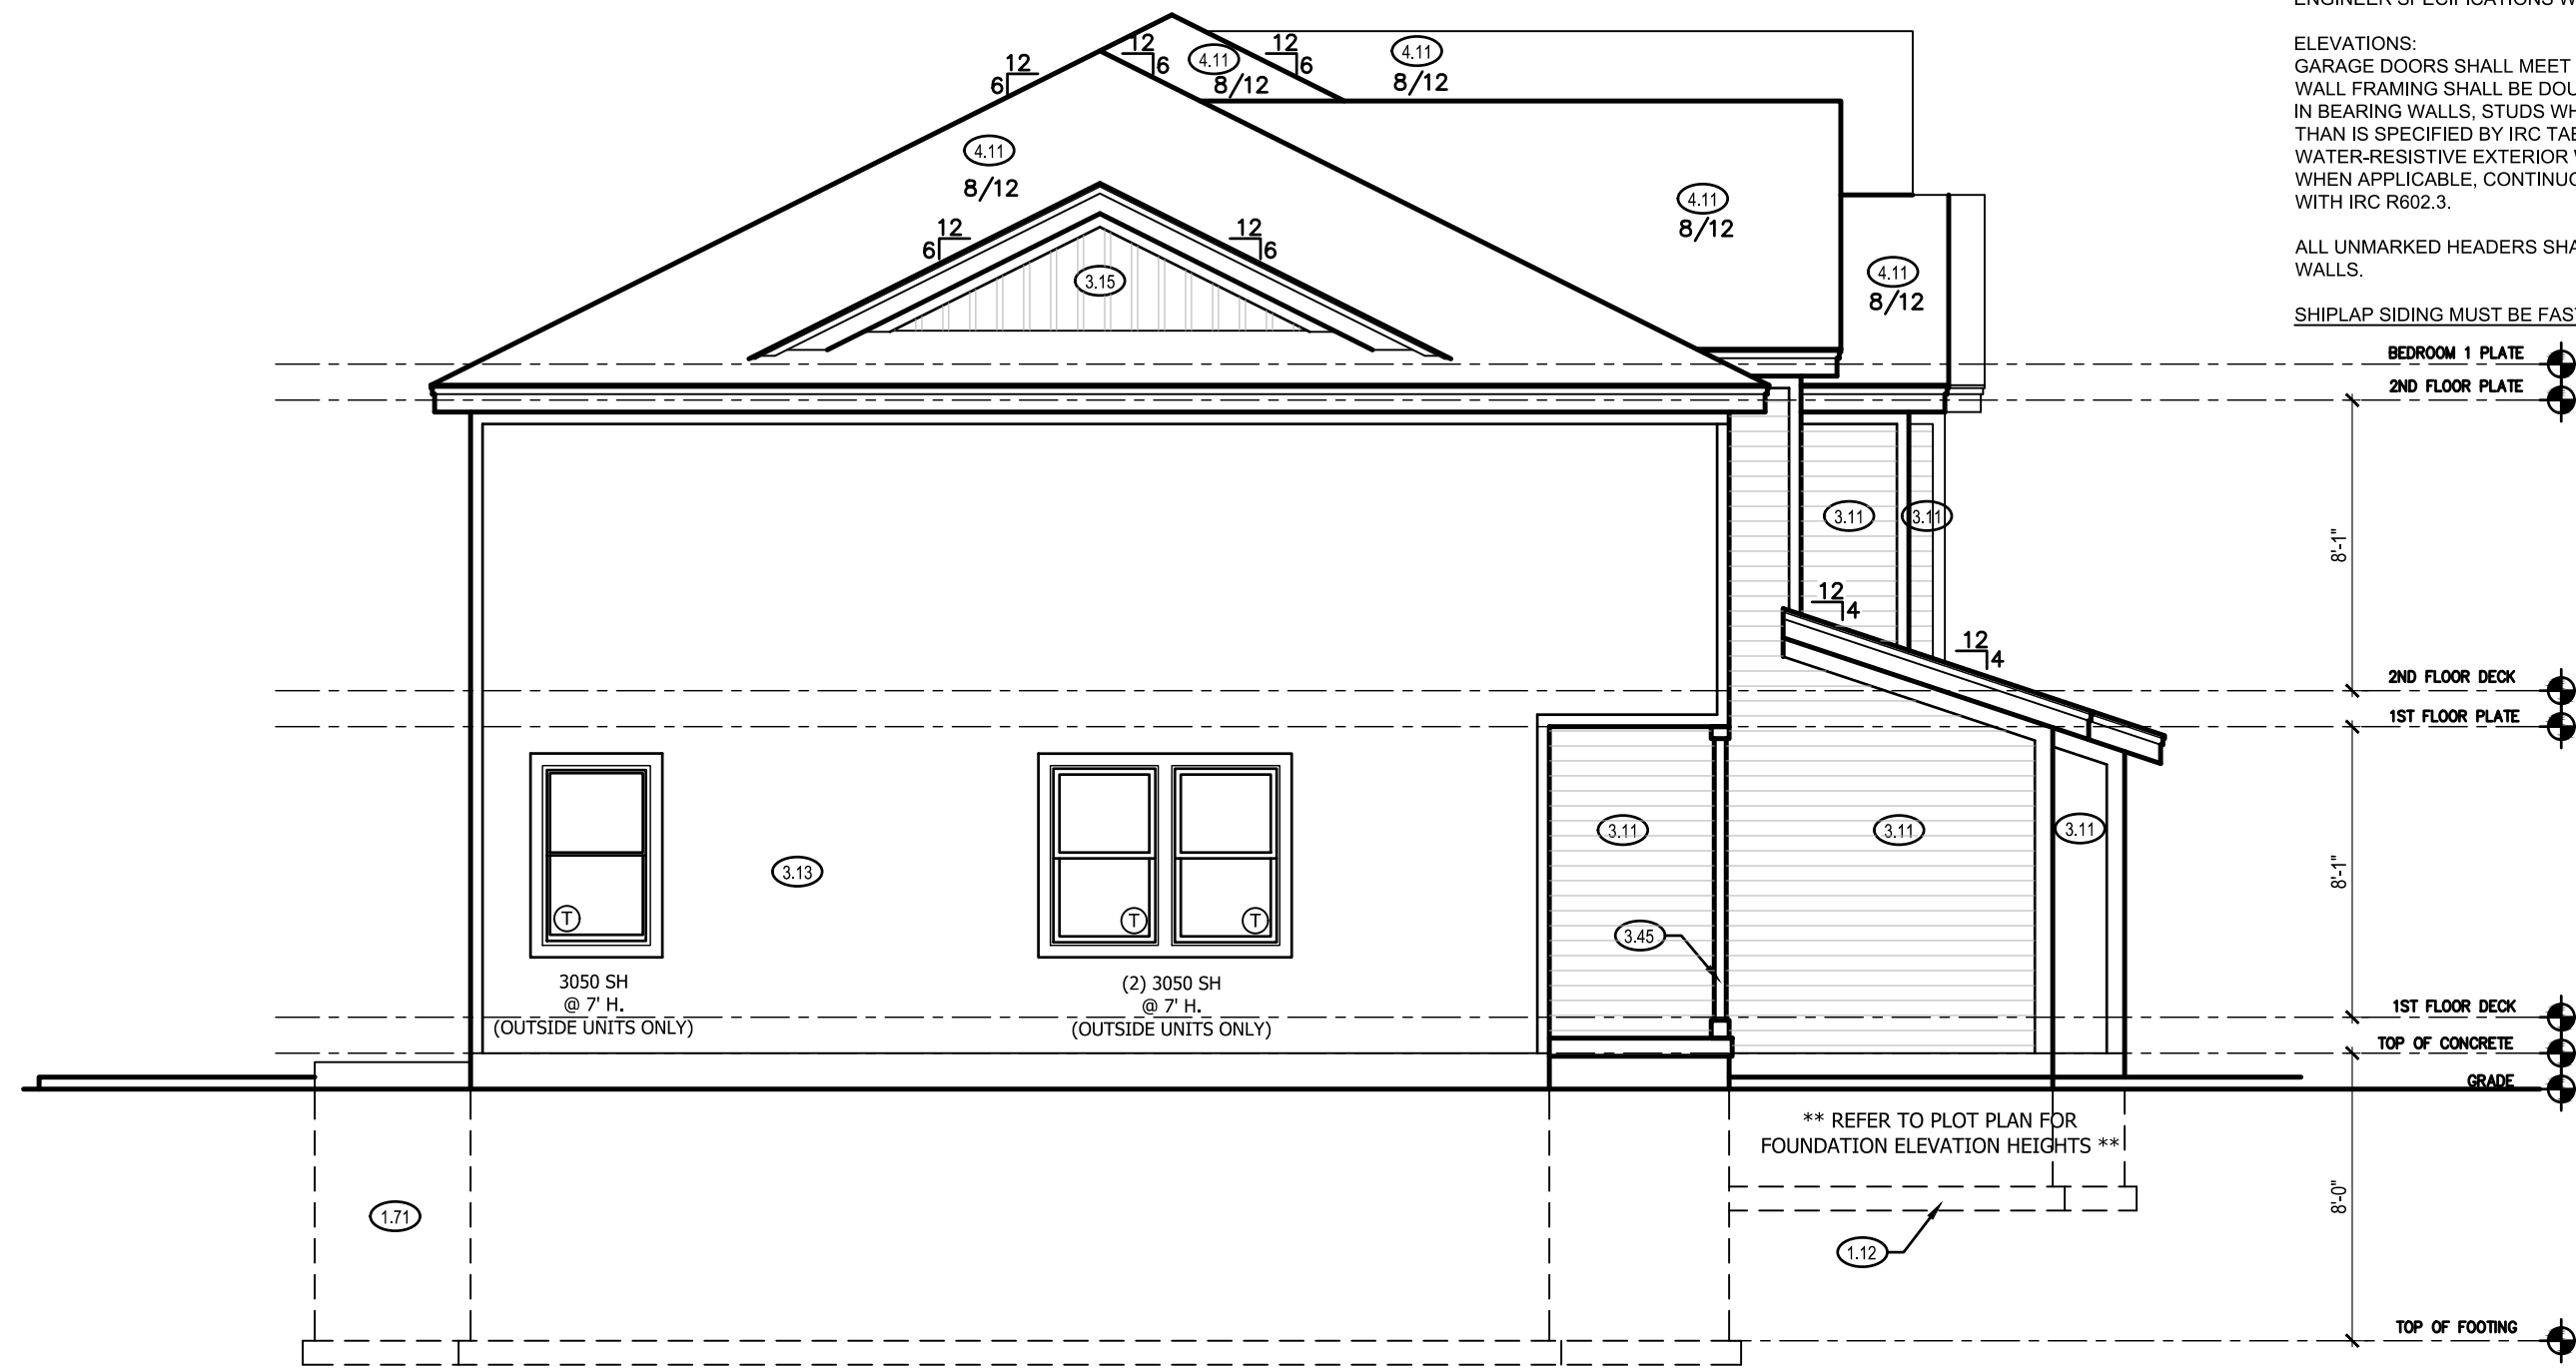 ENGINEER SPECIFICATIONS W
ELEVATIONS:
GARAGE DOORS SHALL MEET
WALL FRAMING SHALL BE DOU
IN BEARING WALLS, STUDS WH
THAN IS SPECIFIED BY IRC TAB
WATER-RESISTIVE EXTERIOR
WHEN APPLICABLE, CONTINUO
WITH IRC R602.3.
ALL UNMARKED HEADERS SHA
WALLS.
SHIPLAP SIDING MUST BE FAST
12
6
12
6
4.11
8/12
12
6
4.11
8/12
4.11
8/12
4.11
8/12
4.11
8/12
12
6
12
6
3.15
BEDROOM 1 PLATE
2ND FLOOR PLATE
8'-1"
3.11
3.11
12
4
12
4
2ND FLOOR DECK
1ST FLOOR PLATE
8'-1"
3.11
3.11
3.11
3.13
3.45
T
T
T
3050 SH
@ 7' H.
(OUTSIDE UNITS ONLY)
(2) 3050 SH
@ 7' H.
(OUTSIDE UNITS ONLY)
1ST FLOOR DECK
TOP OF CONCRETE
GRADE
** REFER TO PLOT PLAN FOR
FOUNDATION ELEVATION HEIGHTS **
8'-0"
1.71
1.12
TOP OF FOOTING